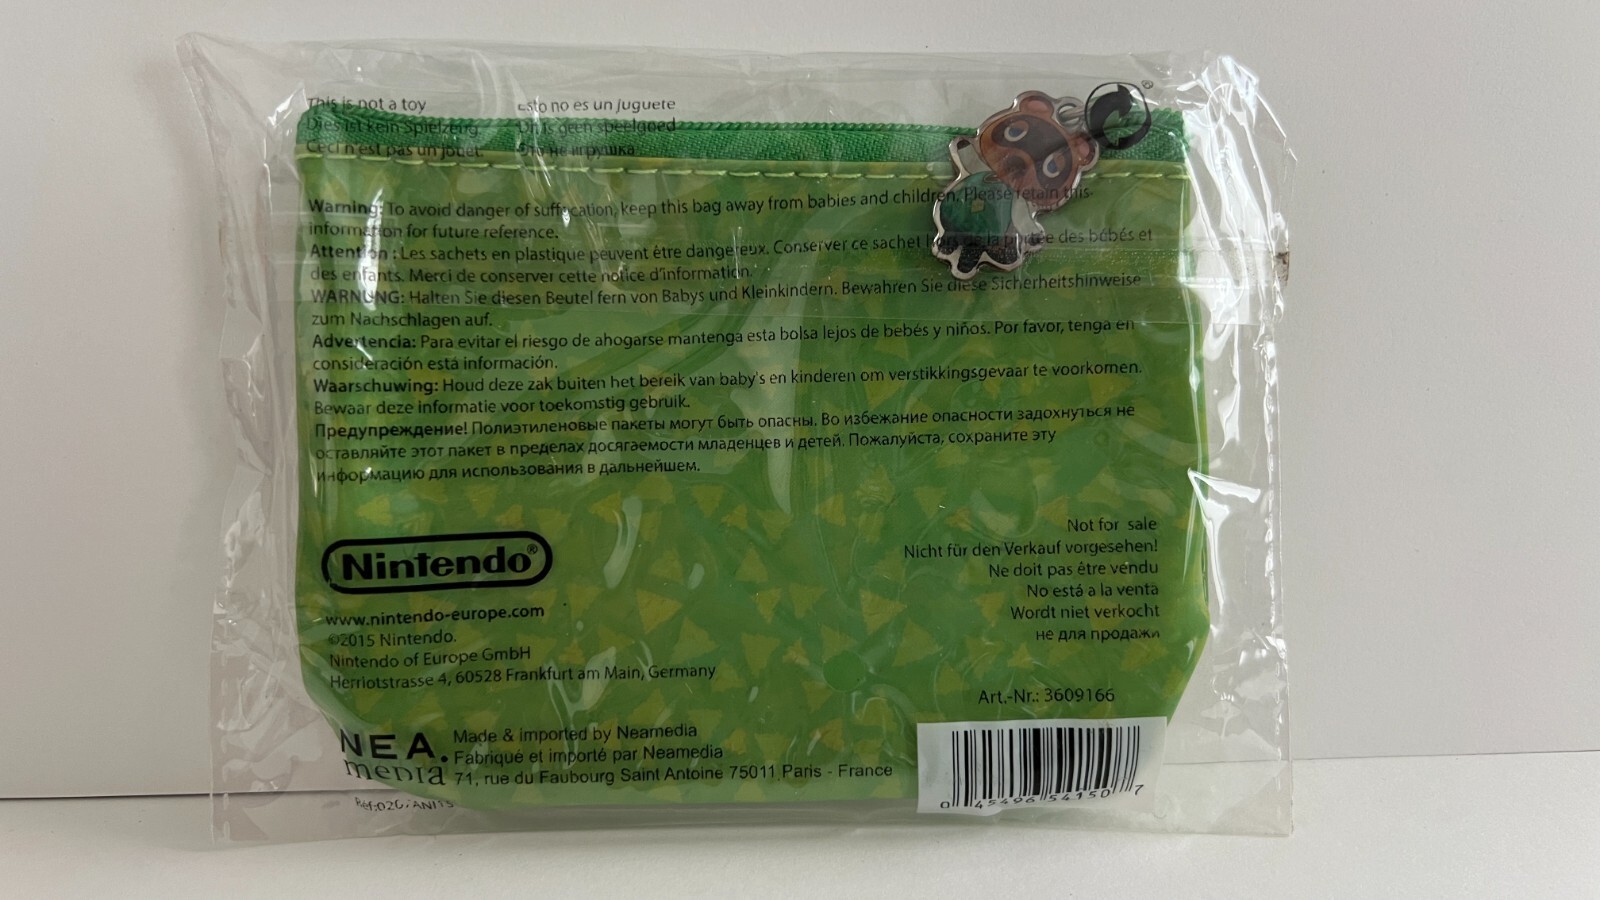 This is not a toy
Dies ist kein Spielzeug.
Ceci n'est pas un jouet.
Esto no es un juguete
Dit is geen speelgoed
Это не игрушка
Warning: To avoid danger of suffocation, keep this bag away from babies and children. Please retain this
information for future reference.
Attention : Les sachets en plastique peuvent être dangereux. Conserver ce sachet hors de la portée des bébés et
des enfants. Merci de conserver cette notice d'information.
WARNUNG: Halten Sie diesen Beutel fern von Babys und Kleinkindern. Bewahren Sie diese Sicherheitshinweise
zum Nachschlagen auf.
Advertencia: Para evitar el riesgo de ahogarse mantenga esta bolsa lejos de bebés y niños. Por favor, tenga en
consideración está información.
Waarschuwing: Houd deze zak buiten het bereik van baby's en kinderen om verstikkingsgevaar te voorkomen.
Bewaar deze informatie voor toekomstig gebruik.
Предупреждение! Полиэтиленовые пакеты могут быть опасны. Во избежание опасности задохнуться не
оставляйте этот пакет в пределах досягаемости младенцев и детей. Пожалуйста, сохраните эту
информацию для использования в дальнейшем.
Nintendo®
www.nintendo-europe.com
©2015 Nintendo.
Nintendo of Europe GmbH
Herriotstrasse 4, 60528 Frankfurt am Main, Germany
Not for sale
Nicht für den Verkauf vorgesehen!
Ne doit pas être vendu
No está a la venta
Wordt niet verkocht
не для продажи
Art.-Nr.: 3609166
NEA.
media
Made & imported by Neamedia
Fabriqué et importé par Neamedia
71, rue du Faubourg Saint Antoine 75011 Paris - France
0 45496 54150 7